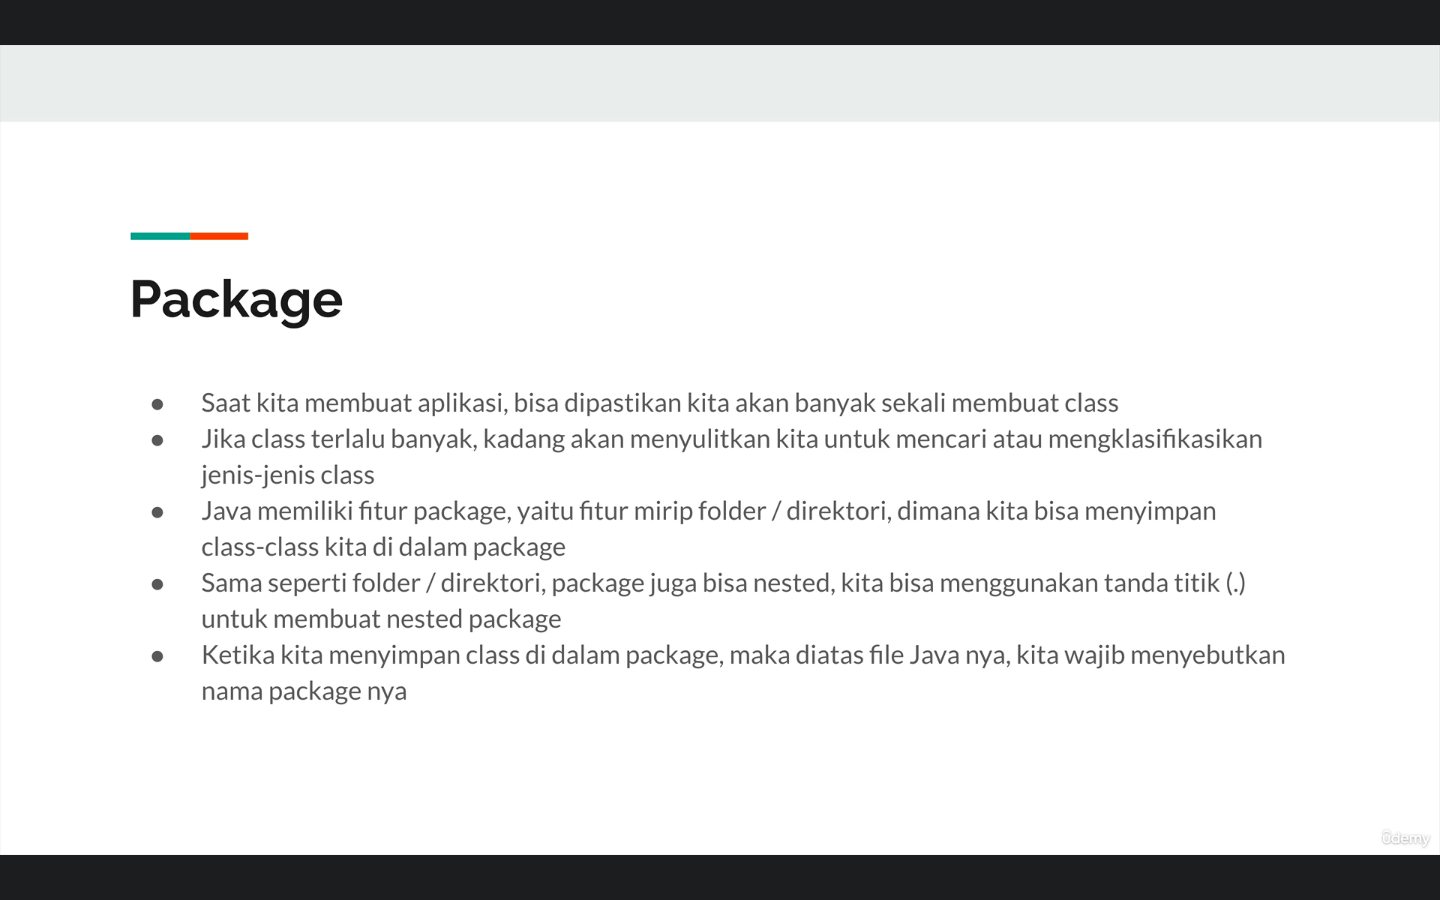 Package
● Saat kita membuat aplikasi, bisa dipastikan kita akan banyak sekali membuat class
● Jika class terlalu banyak, kadang akan menyulitkan kita untuk mencari atau mengklasifikasikan
jenis-jenis class
● Java memiliki fitur package, yaitu fitur mirip folder / direktori, dimana kita bisa menyimpan
class-class kita di dalam package
● Sama seperti folder / direktori, package juga bisa nested, kita bisa menggunakan tanda titik (.)
untuk membuat nested package
● Ketika kita menyimpan class di dalam package, maka diatas file Java nya, kita wajib menyebutkan
nama package nya
ûdemy